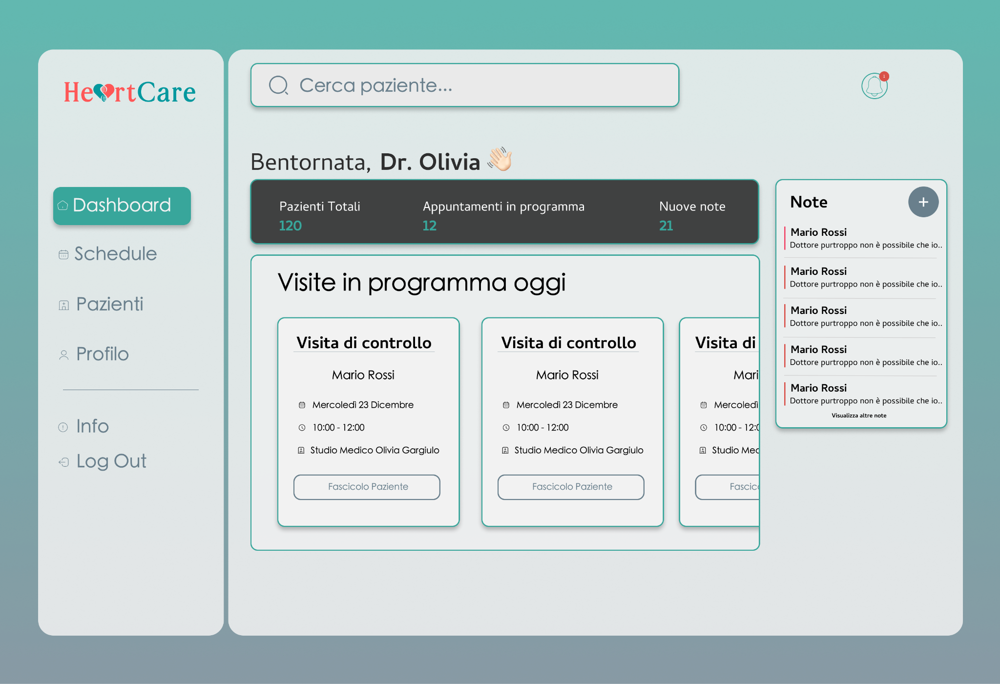 HeartCare
Dashboard
Schedule
Pazienti
Profilo
Info
Log Out
Cerca paziente...
1
Bentornata, Dr. Olivia
Pazienti Totali
120
Appuntamenti in programma
12
Nuove note
21
Visite in programma oggi
Visita di controllo
Mario Rossi
Mercoledì 23 Dicembre
10:00 - 12:00
Studio Medico Olivia Gargiulo
Fascicolo Paziente
Visita di controllo
Mario Rossi
Mercoledì 23 Dicembre
10:00 - 12:00
Studio Medico Olivia Gargiulo
Fascicolo Paziente
Visita di
Mari
Mercoledì
10:00 - 12:0
Studio Med
Fascic
Note
+
Mario Rossi
Dottore purtroppo non è possibile che io..
Mario Rossi
Dottore purtroppo non è possibile che io..
Mario Rossi
Dottore purtroppo non è possibile che io..
Mario Rossi
Dottore purtroppo non è possibile che io..
Mario Rossi
Dottore purtroppo non è possibile che io..
Visualizza altre note